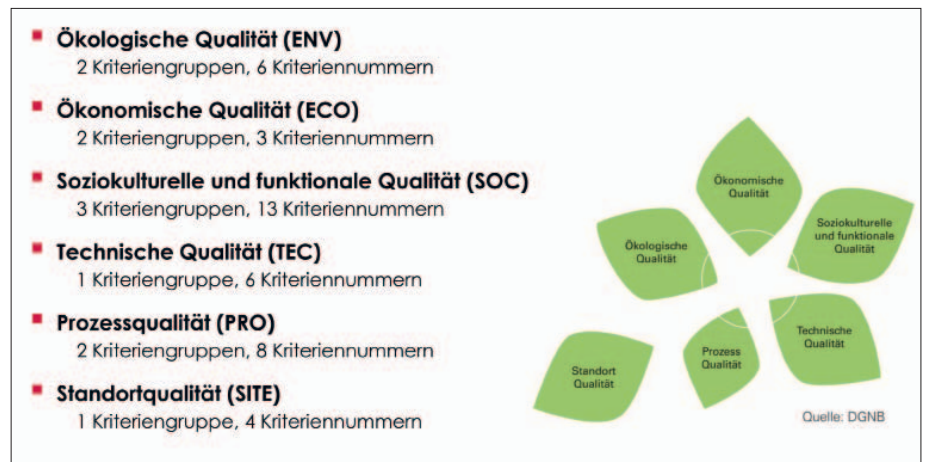 Ökologische Qualität (ENV)
2 Kriteriengruppen, 6 Kriteriennummern
Ökonomische Qualität (ECO)
2 Kriteriengruppen, 3 Kriteriennummern
Soziokulturelle und funktionale Qualität (SOC)
3 Kriteriengruppen, 13 Kriteriennummern
Technische Qualität (TEC)
1 Kriteriengruppe, 6 Kriteriennummern
Prozessqualität (PRO)
2 Kriteriengruppen, 8 Kriteriennummern
Standortqualität (SITE)
1 Kriteriengruppe, 4 Kriteriennummern
Ökonomische
Qualität
Soziokulturelle
und funktionale
Qualität
Ökologische
Qualität
Technische
Qualität
Prozess
Qualität
Standort
Qualität
Quelle: DGNB